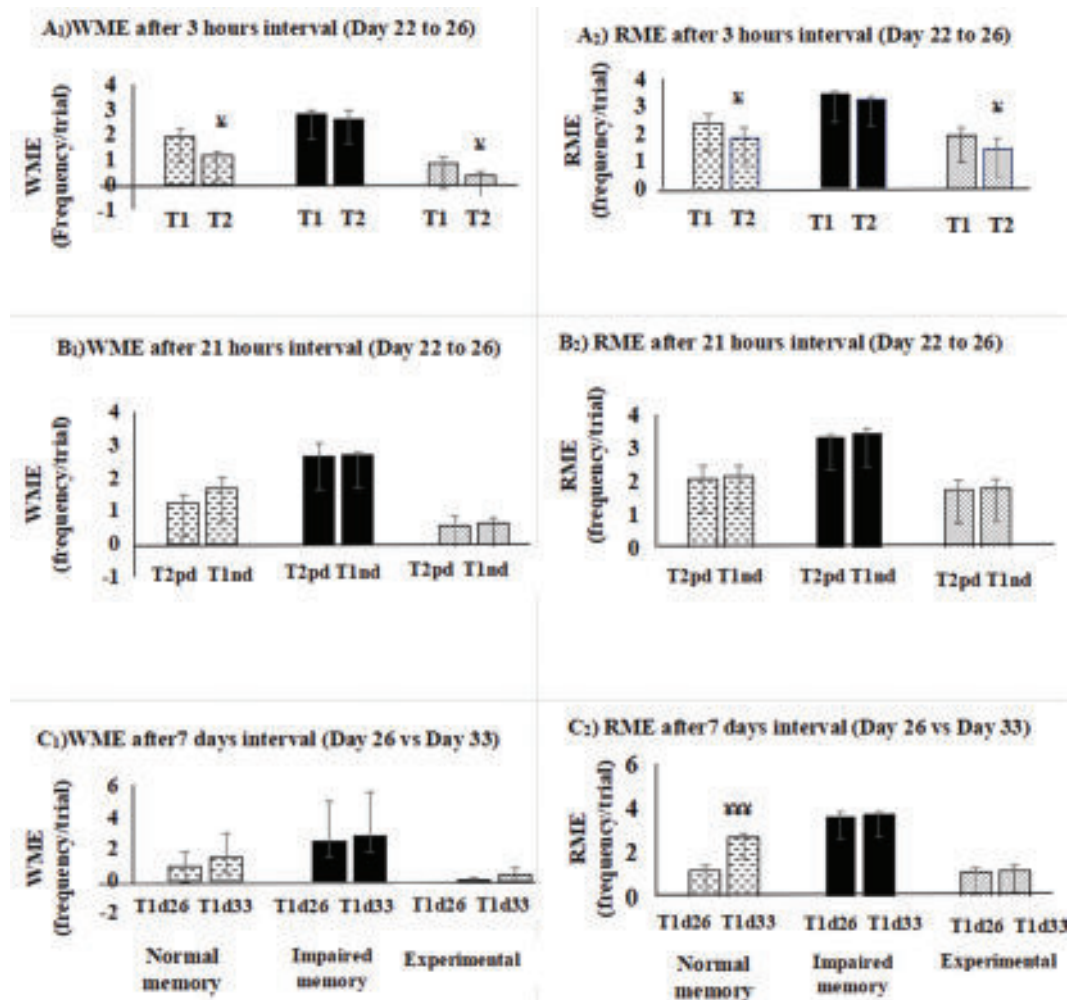 A₁)WME after 3 hours interval (Day 22 to 26)
WME
(Frequency/trial)
4
3
2
1
0
-1
¥
¥
T1 T2 T1 T2 T1 T2
A₂) RME after 3 hours interval (Day 22 to 26)
RME
(frequency/trial)
4
3
2
1
0
¥
¥
T1 T2 T1 T2 T1 T2
B₁)WME after 21 hours interval (Day 22 to 26)
WME
(frequency/trial)
4
3
2
1
0
-1
T2pd T1nd T2pd T1nd T2pd T1nd
B₂) RME after 21 hours interval (Day 22 to 26)
RME
(frequency/trial)
4
3
2
1
0
T2pd T1nd T2pd T1nd T2pd T1nd
C₁)WME after7 days interval (Day 26 vs Day 33)
WME
(frequency/trial)
6
4
2
0
-2
T1d26 T1d33 T1d26 T1d33 T1d26 T1d33
Normal
memory
Impaired
memory
Experimental
C₂) RME after7 days interval (Day 26 vs Day 33)
RME
(frequency/trial)
6
4
2
0
¥¥¥
T1d26 T1d33 T1d26 T1d33 T1d26 T1d33
Normal
memory
Impaired
memory
Experimental